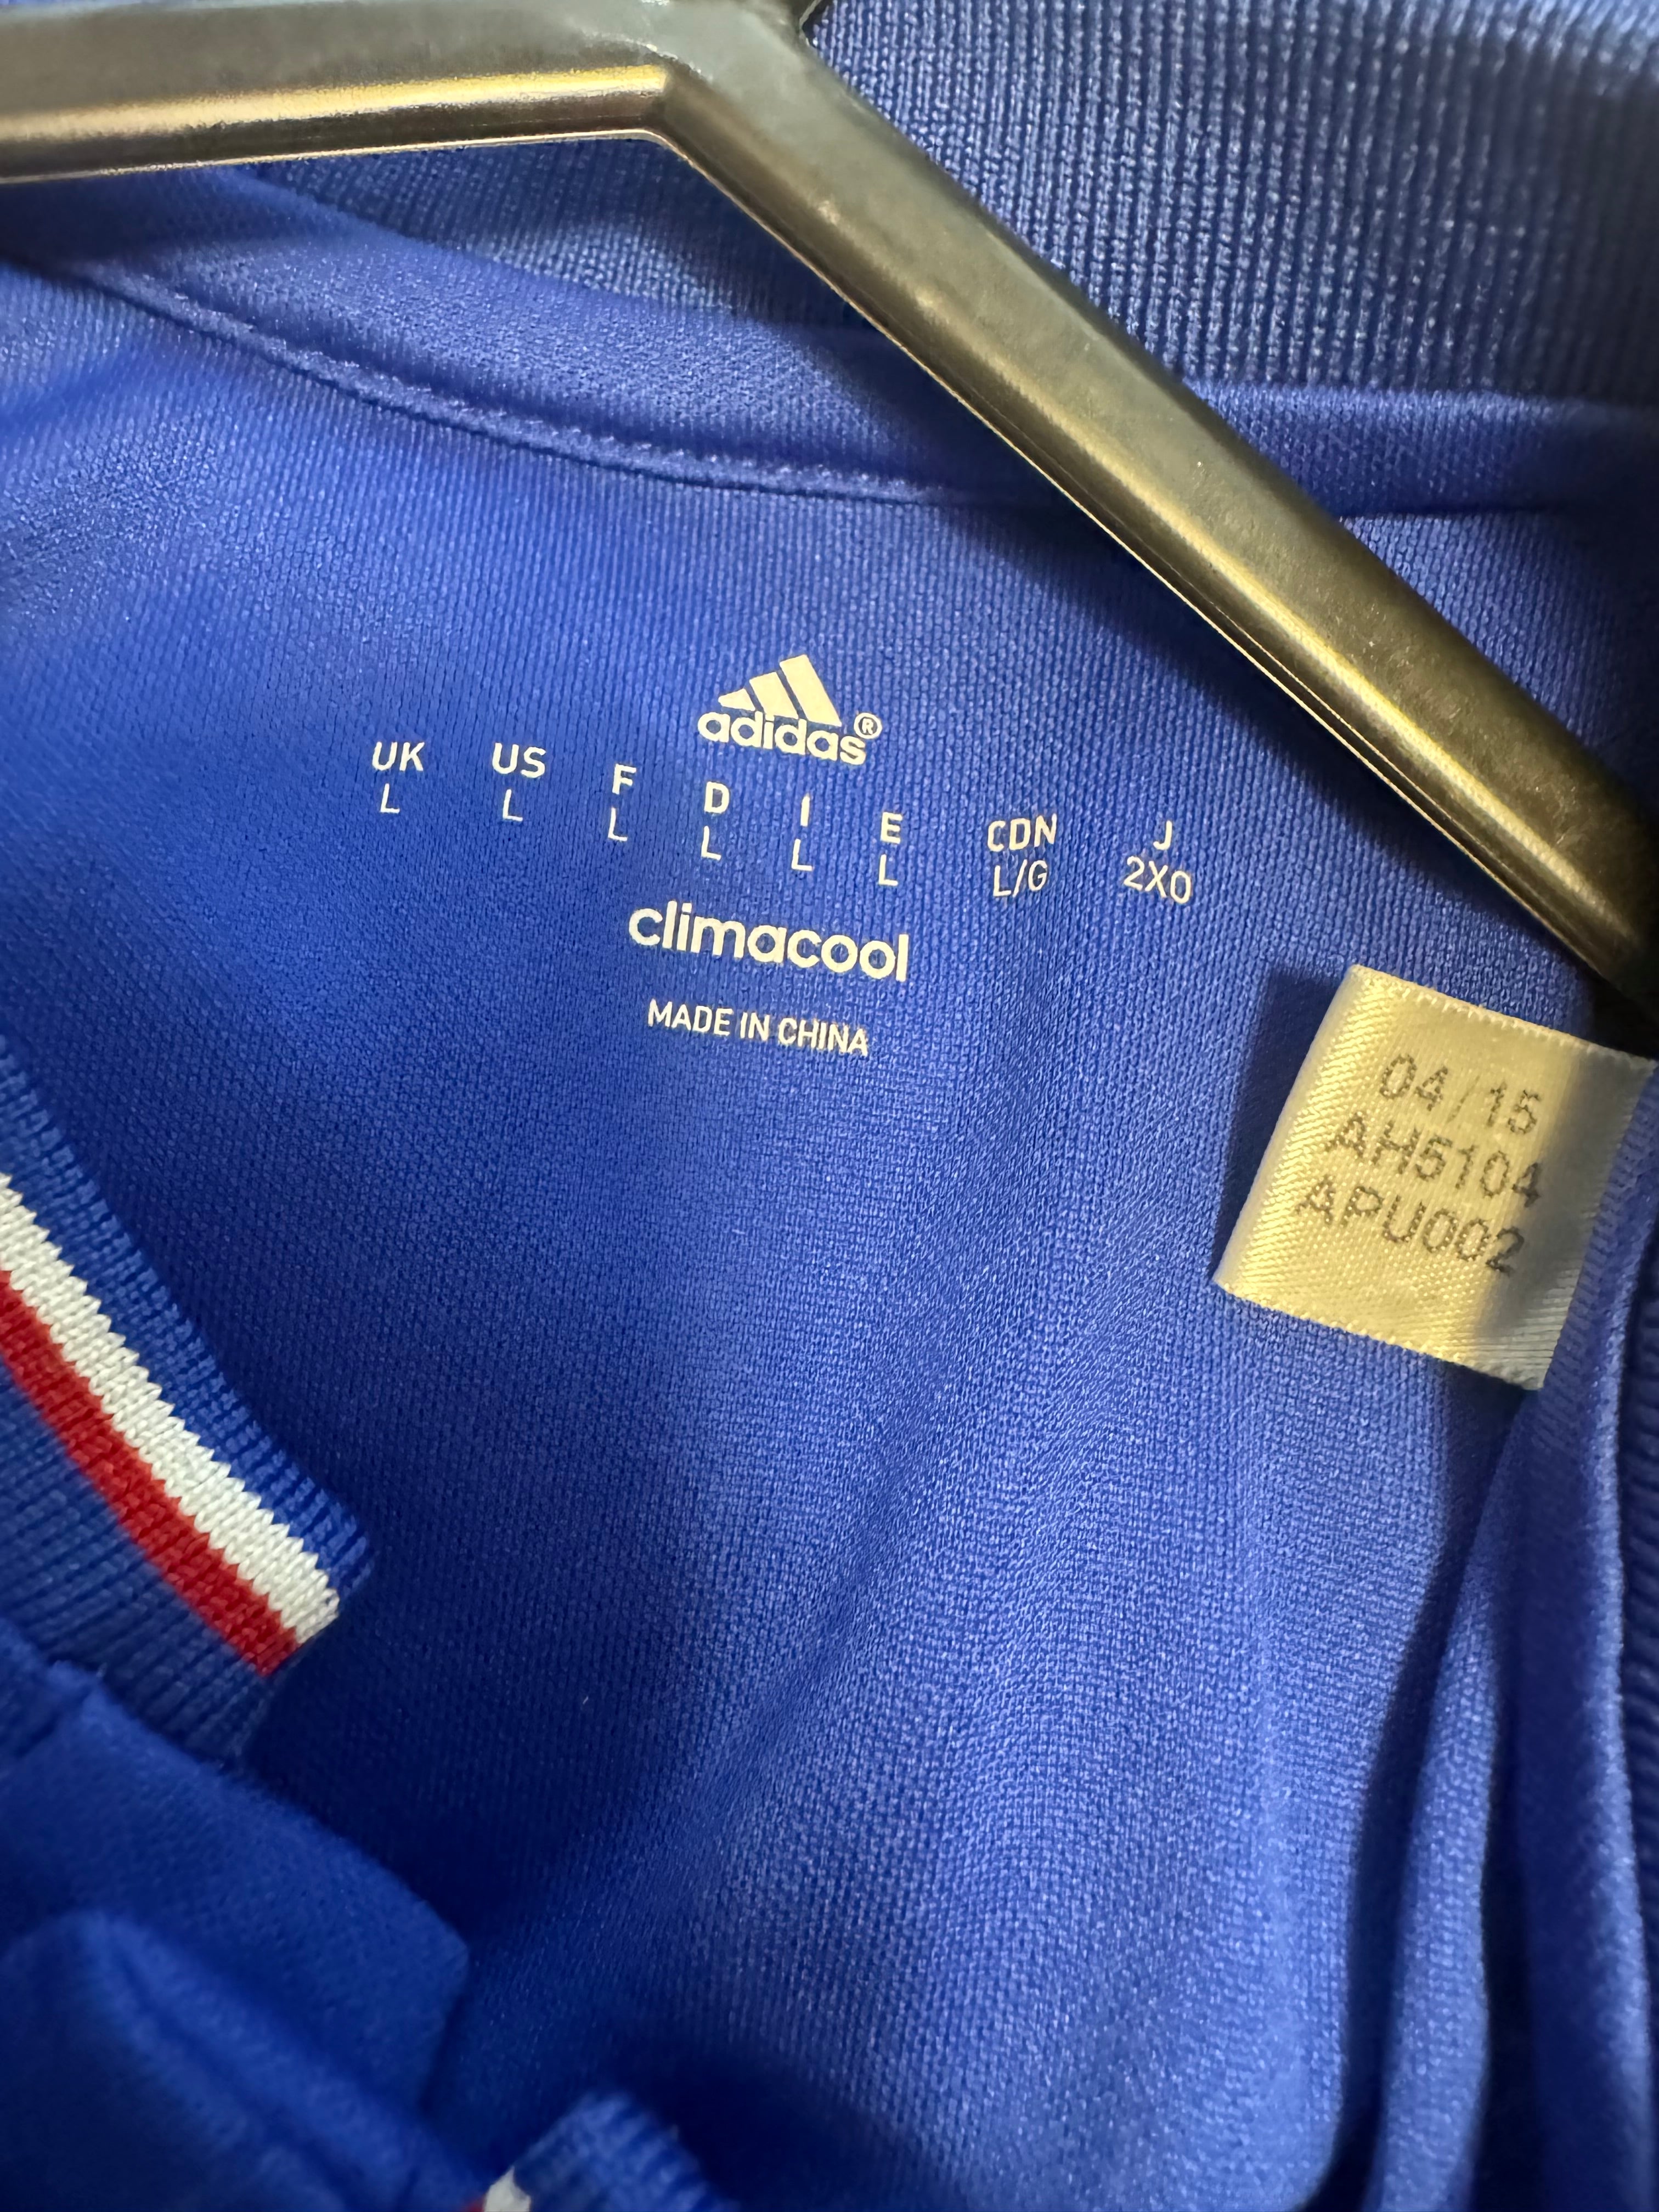 adidas®
UK US F D I E CDN J
L L L L L L L/G 2XO
climacool
MADE IN CHINA
04/15
AH5104
APU002